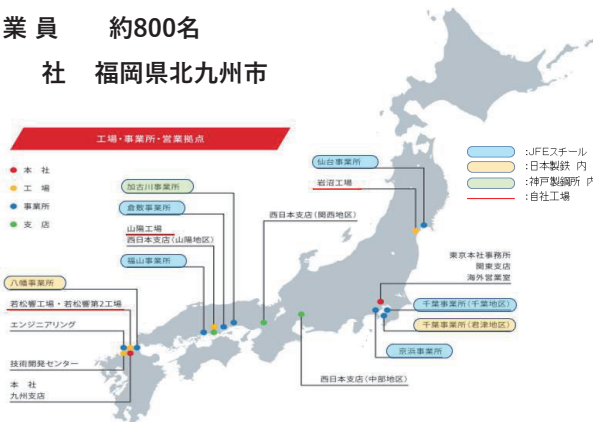 業 員 約800名
社 福岡県北九州市
工場・事業所・営業拠点
本 社
工 場
事業所
支 店
加古川事業所
倉敷事業所
山陽工場
西日本支店(山陽地区)
福山事業所
八幡事業所
若松響工場・若松響第2工場
エンジニアリング
技術開発センター
本 社
九州支店
西日本支店(関西地区)
仙台事業所
岩沼工場
:JFEスチール
:日本製鉄 内
:神戸製鋼所 内
:自社工場
東京本社事務所
関東支店
海外営業室
千葉事業所(千葉地区)
千葉事業所(君津地区)
京浜事業所
西日本支店(中部地区)